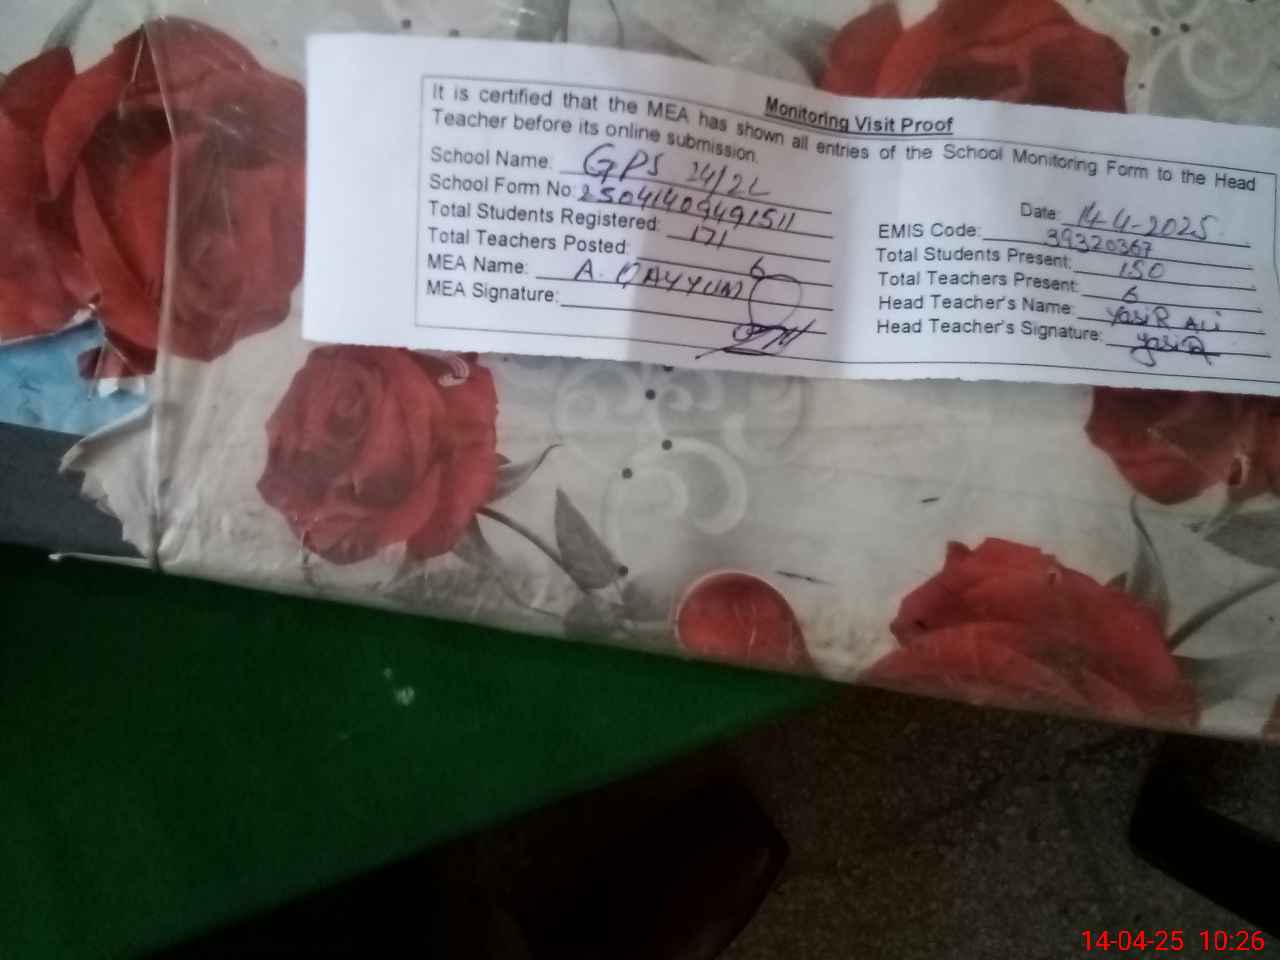 Monitoring Visit Proof
It is certified that the MEA has shown all entries of the School Monitoring Form to the Head
Teacher before its online submission.
Date: 14-4-2025
School Name: GPS 24/2L
EMIS Code: 39320367
School Form No: 25041409491511
Total Students Present: 150
Total Students Registered: 171
Total Teachers Present: 6
Total Teachers Posted: 6
Head Teacher's Name: Yasir Ali
MEA Name: A. QAYYUM
Head Teacher's Signature: Yasir
MEA Signature:
14-04-25 10:26